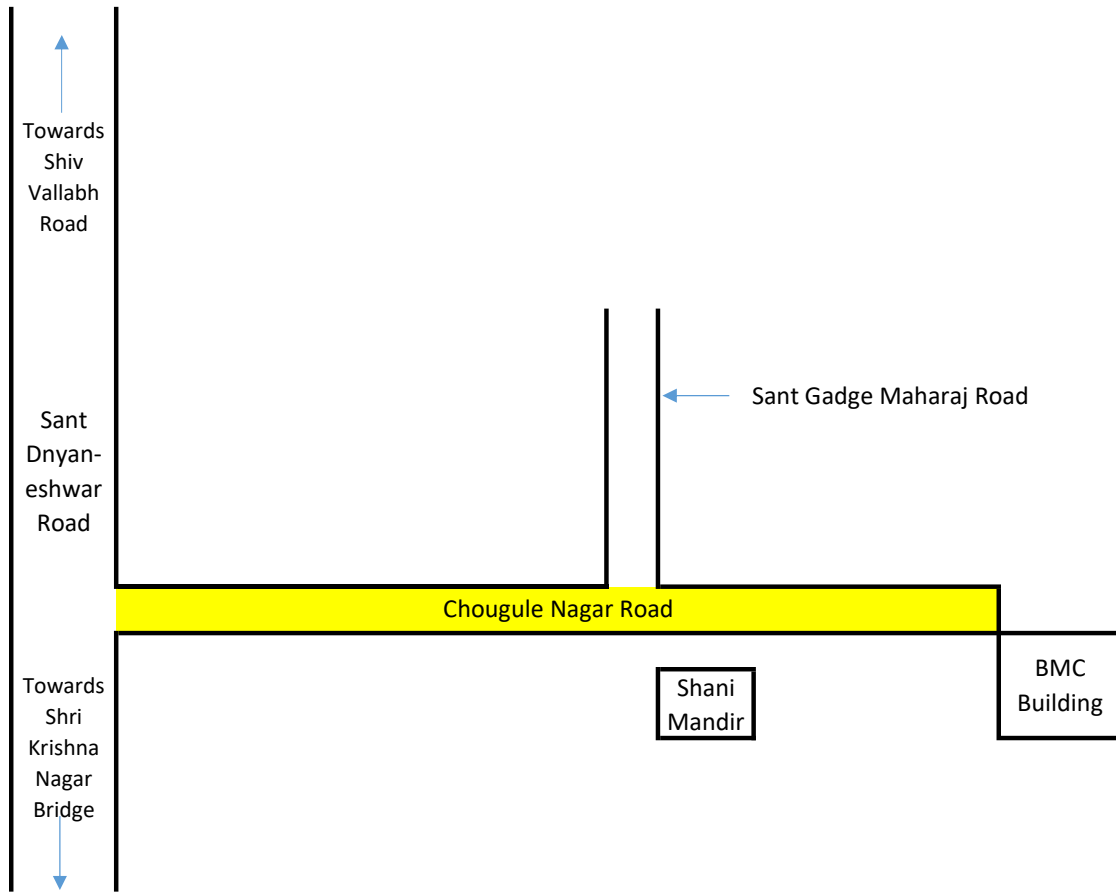 Towards
Shiv
Vallabh
Road
Sant Gadge Maharaj Road
Sant
Dnyan-
eshwar
Road
Chougule Nagar Road
Towards
Shri
Krishna
Nagar
Bridge
Shani
Mandir
BMC
Building